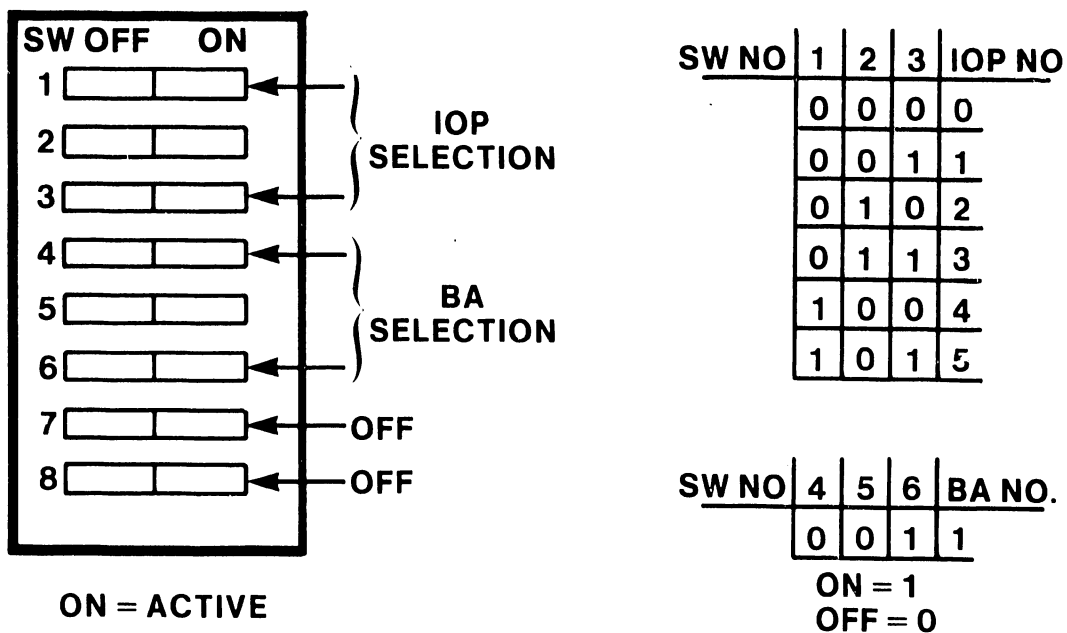 SW OFF ON
1
2
3
IOP
SELECTION
4
5
6
BA
SELECTION
7 OFF
8 OFF
ON = ACTIVE
SW NO 1 2 3 IOP NO
0 0 0 0
0 0 1 1
0 1 0 2
0 1 1 3
1 0 0 4
1 0 1 5
SW NO 4 5 6 BA NO.
0 0 1 1
ON = 1
OFF = 0